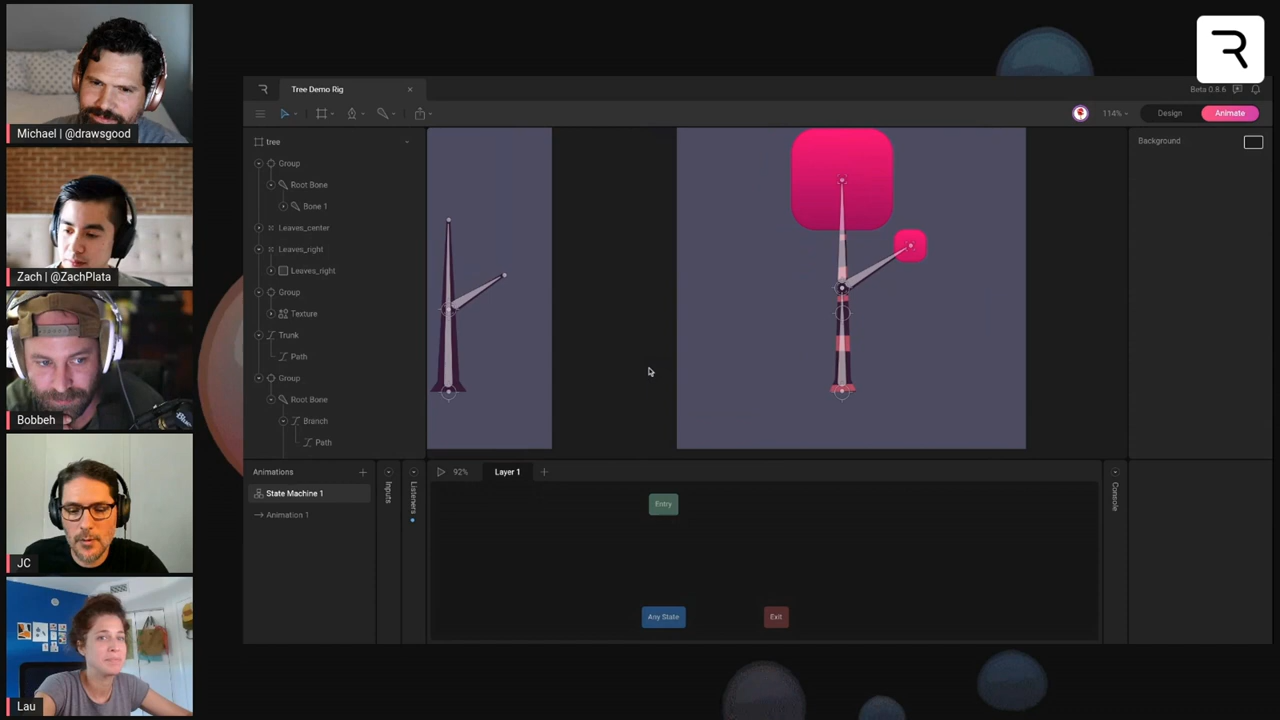 Michael | @drawsgood
Zach | @ZachPlata
Bobbeh
JC
Lau
R
Tree Demo Rig
Beta 0.8.6
114%
Design
Animate
tree
Group
Root Bone
Bone 1
Leaves_center
Leaves_right
Leaves_right
Group
Texture
Trunk
Path
Group
Root Bone
Branch
Path
Background
Animations
State Machine 1
Animation 1
Inputs
Listeners
92%
Layer 1
Entry
Any State
Exit
Console